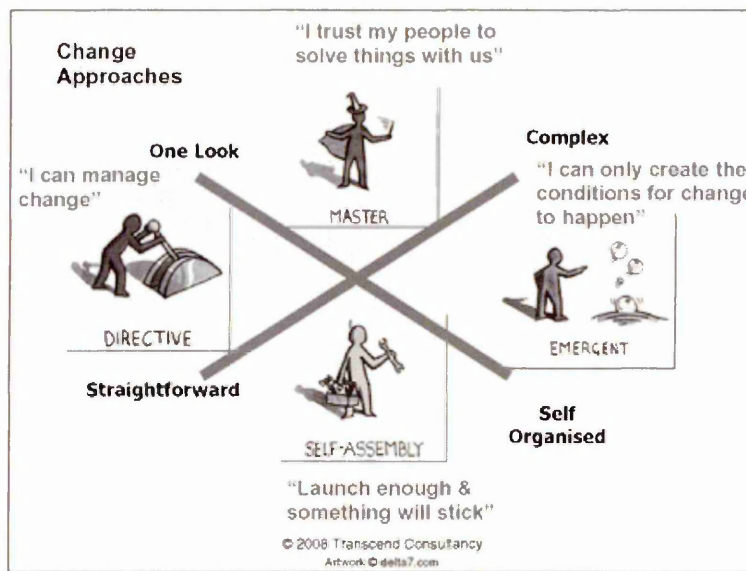 Change
Approaches
"I trust my people to
solve things with us"
One Look
Complex
"I can manage
change"
"I can only create the
conditions for change
to happen"
MASTER
DIRECTIVE
EMERGENT
Straightforward
SELF-ASSEMBLY
Self
Organised
"Launch enough &
something will stick"
© 2008 Transcend Consultancy
Artwork © delta7.com